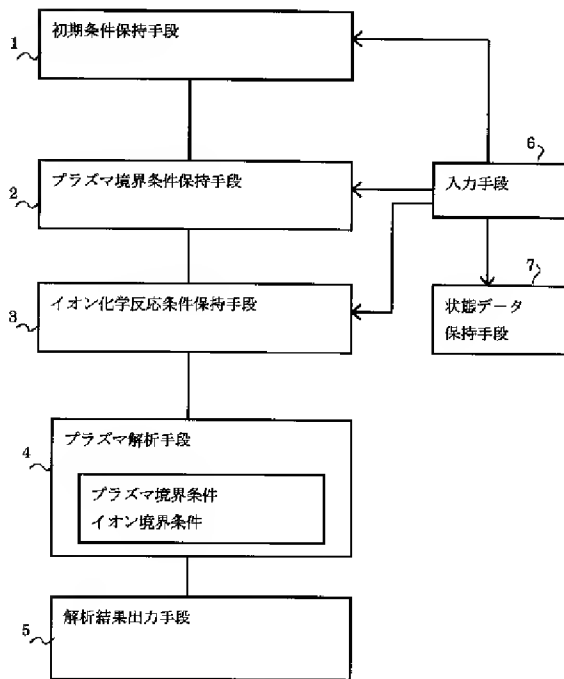 1
初期条件保持手段
6
入力手段
2
プラズマ境界条件保持手段
7
状態データ
保持手段
3
イオン化学反応条件保持手段
4
プラズマ解析手段
プラズマ境界条件
イオン境界条件
5
解析結果出力手段